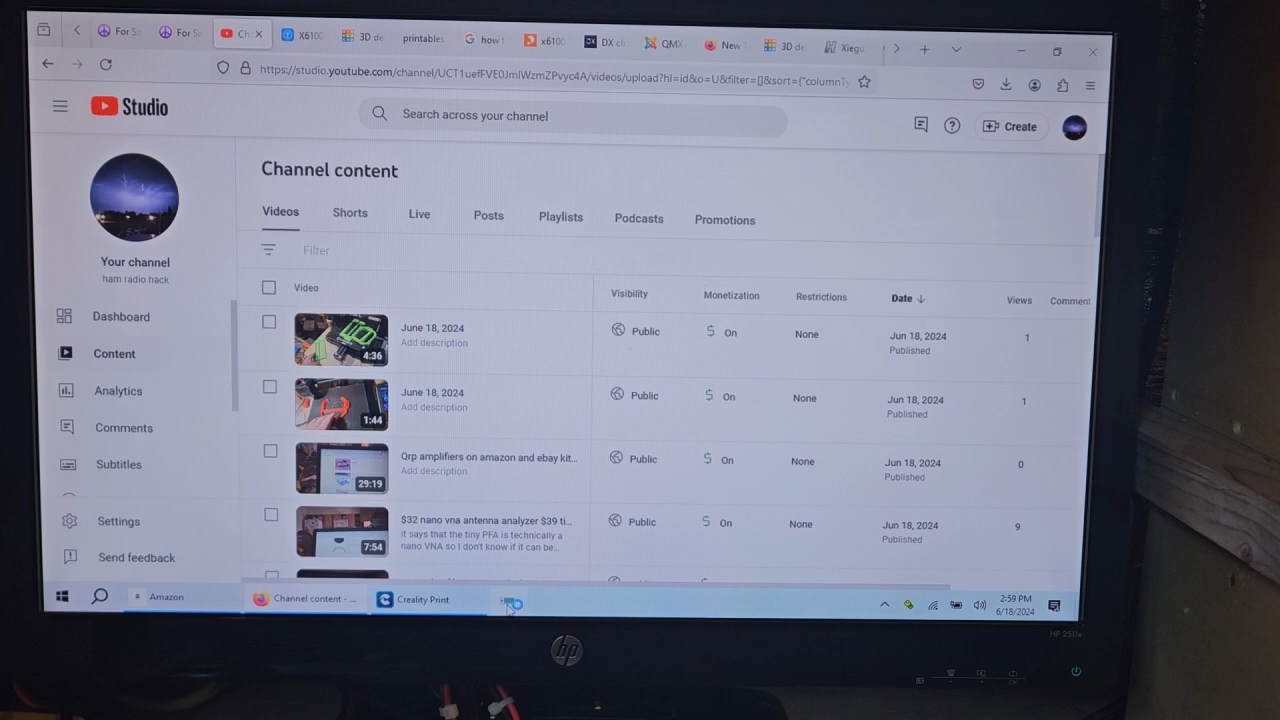 For Sa
For Sa
Ch
X6100
3D de
printables
how t
x6100
DX cl
QMX
New T
3D de
Xiegu
https://studio.youtube.com/channel/UCT1uefFVE0JmlWzmZPvyc4A/videos/upload?hl=id&o=U&filter=[]&sort={"columnTy
Studio
Search across your channel
Create
Your channel
ham radio hack
Dashboard
Content
Analytics
Comments
Subtitles
Settings
Send feedback
Channel content
Videos Shorts Live Posts Playlists Podcasts Promotions
Filter
Video Visibility Monetization Restrictions Date ↓ Views Comment
4:36 June 18, 2024 Public $ On None Jun 18, 2024 1
Add description Published
1:44 June 18, 2024 Public $ On None Jun 18, 2024 1
Add description Published
29:19 Qrp amplifiers on amazon and ebay kit... Public $ On None Jun 18, 2024 0
Add description Published
7:54 $32 nano vna antenna analyzer $39 ti... Public $ On None Jun 18, 2024 9
it says that the tiny PFA is technically a Published
nano VNA so I don't know if it can be...
Amazon
Channel content - ...
Creality Print
2:59 PM
6/18/2024
hp
HP 2511x